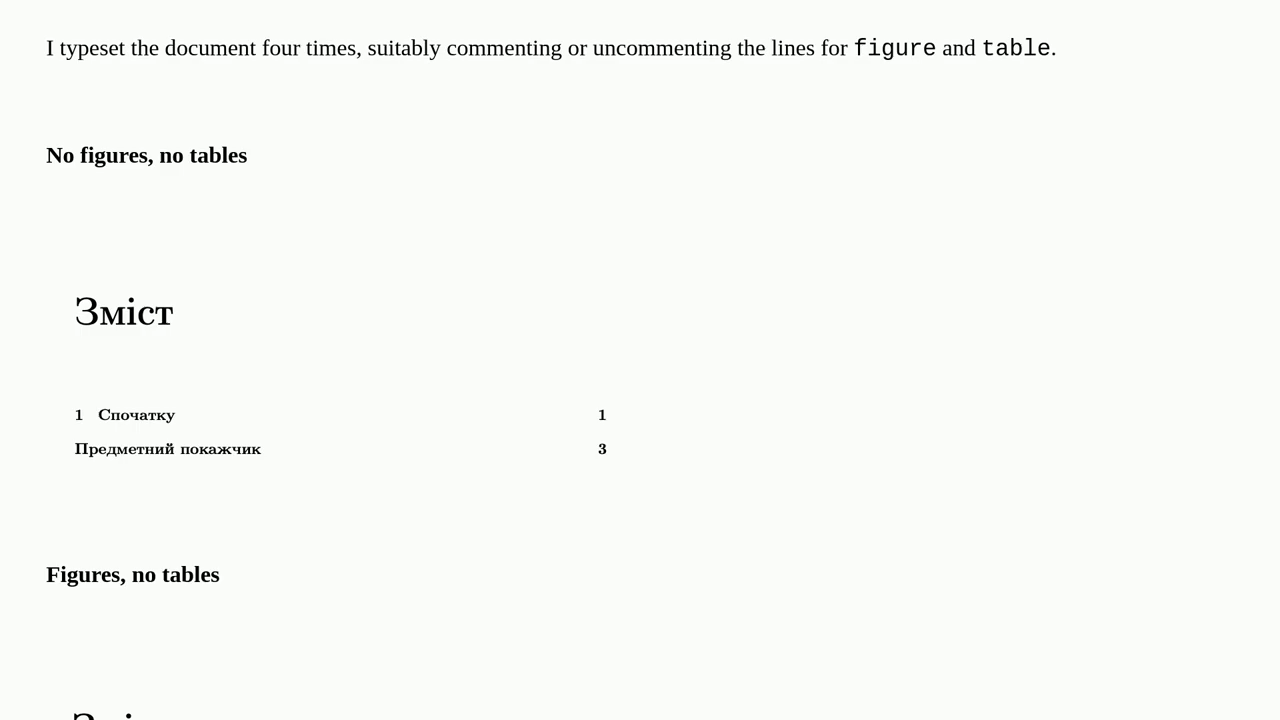 I typeset the document four times, suitably commenting or uncommenting the lines for figure and table.
No figures, no tables
Зміст
1 Спочатку 1
Предметний покажчик 3
Figures, no tables